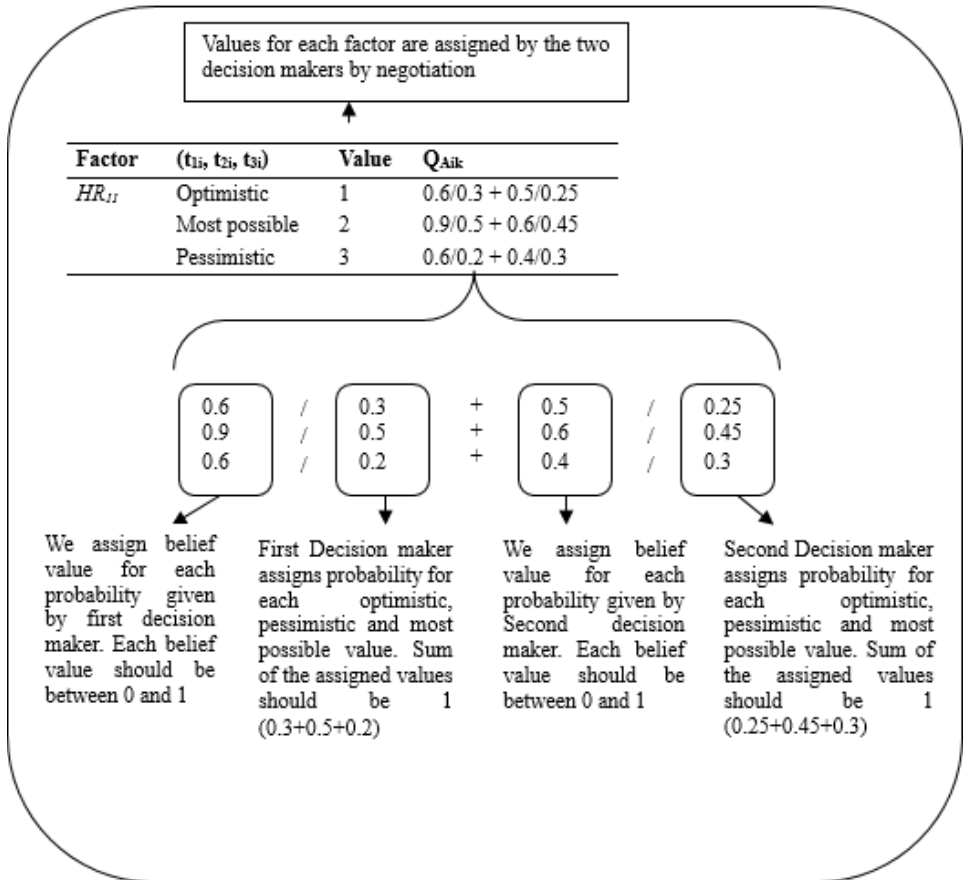 Values for each factor are assigned by the two
decision makers by negotiation
Factor (t1i, t2i, t3i) Value QAik
HR11 Optimistic 1 0.6/0.3 + 0.5/0.25
Most possible 2 0.9/0.5 + 0.6/0.45
Pessimistic 3 0.6/0.2 + 0.4/0.3
0.6 / 0.3 + 0.5 / 0.25
0.9 / 0.5 + 0.6 / 0.45
0.6 / 0.2 + 0.4 / 0.3
We assign belief
value for each
probability given
by first decision
maker. Each belief
value should be
between 0 and 1
First Decision maker
assigns probability for
each optimistic,
pessimistic and most
possible value. Sum
of the assigned values
should be 1
(0.3+0.5+0.2)
We assign belief
value for each
probability given by
Second decision
maker. Each belief
value should be
between 0 and 1
Second Decision maker
assigns probability for
each optimistic,
pessimistic and most
possible value. Sum of
the assigned values
should be 1
(0.25+0.45+0.3)